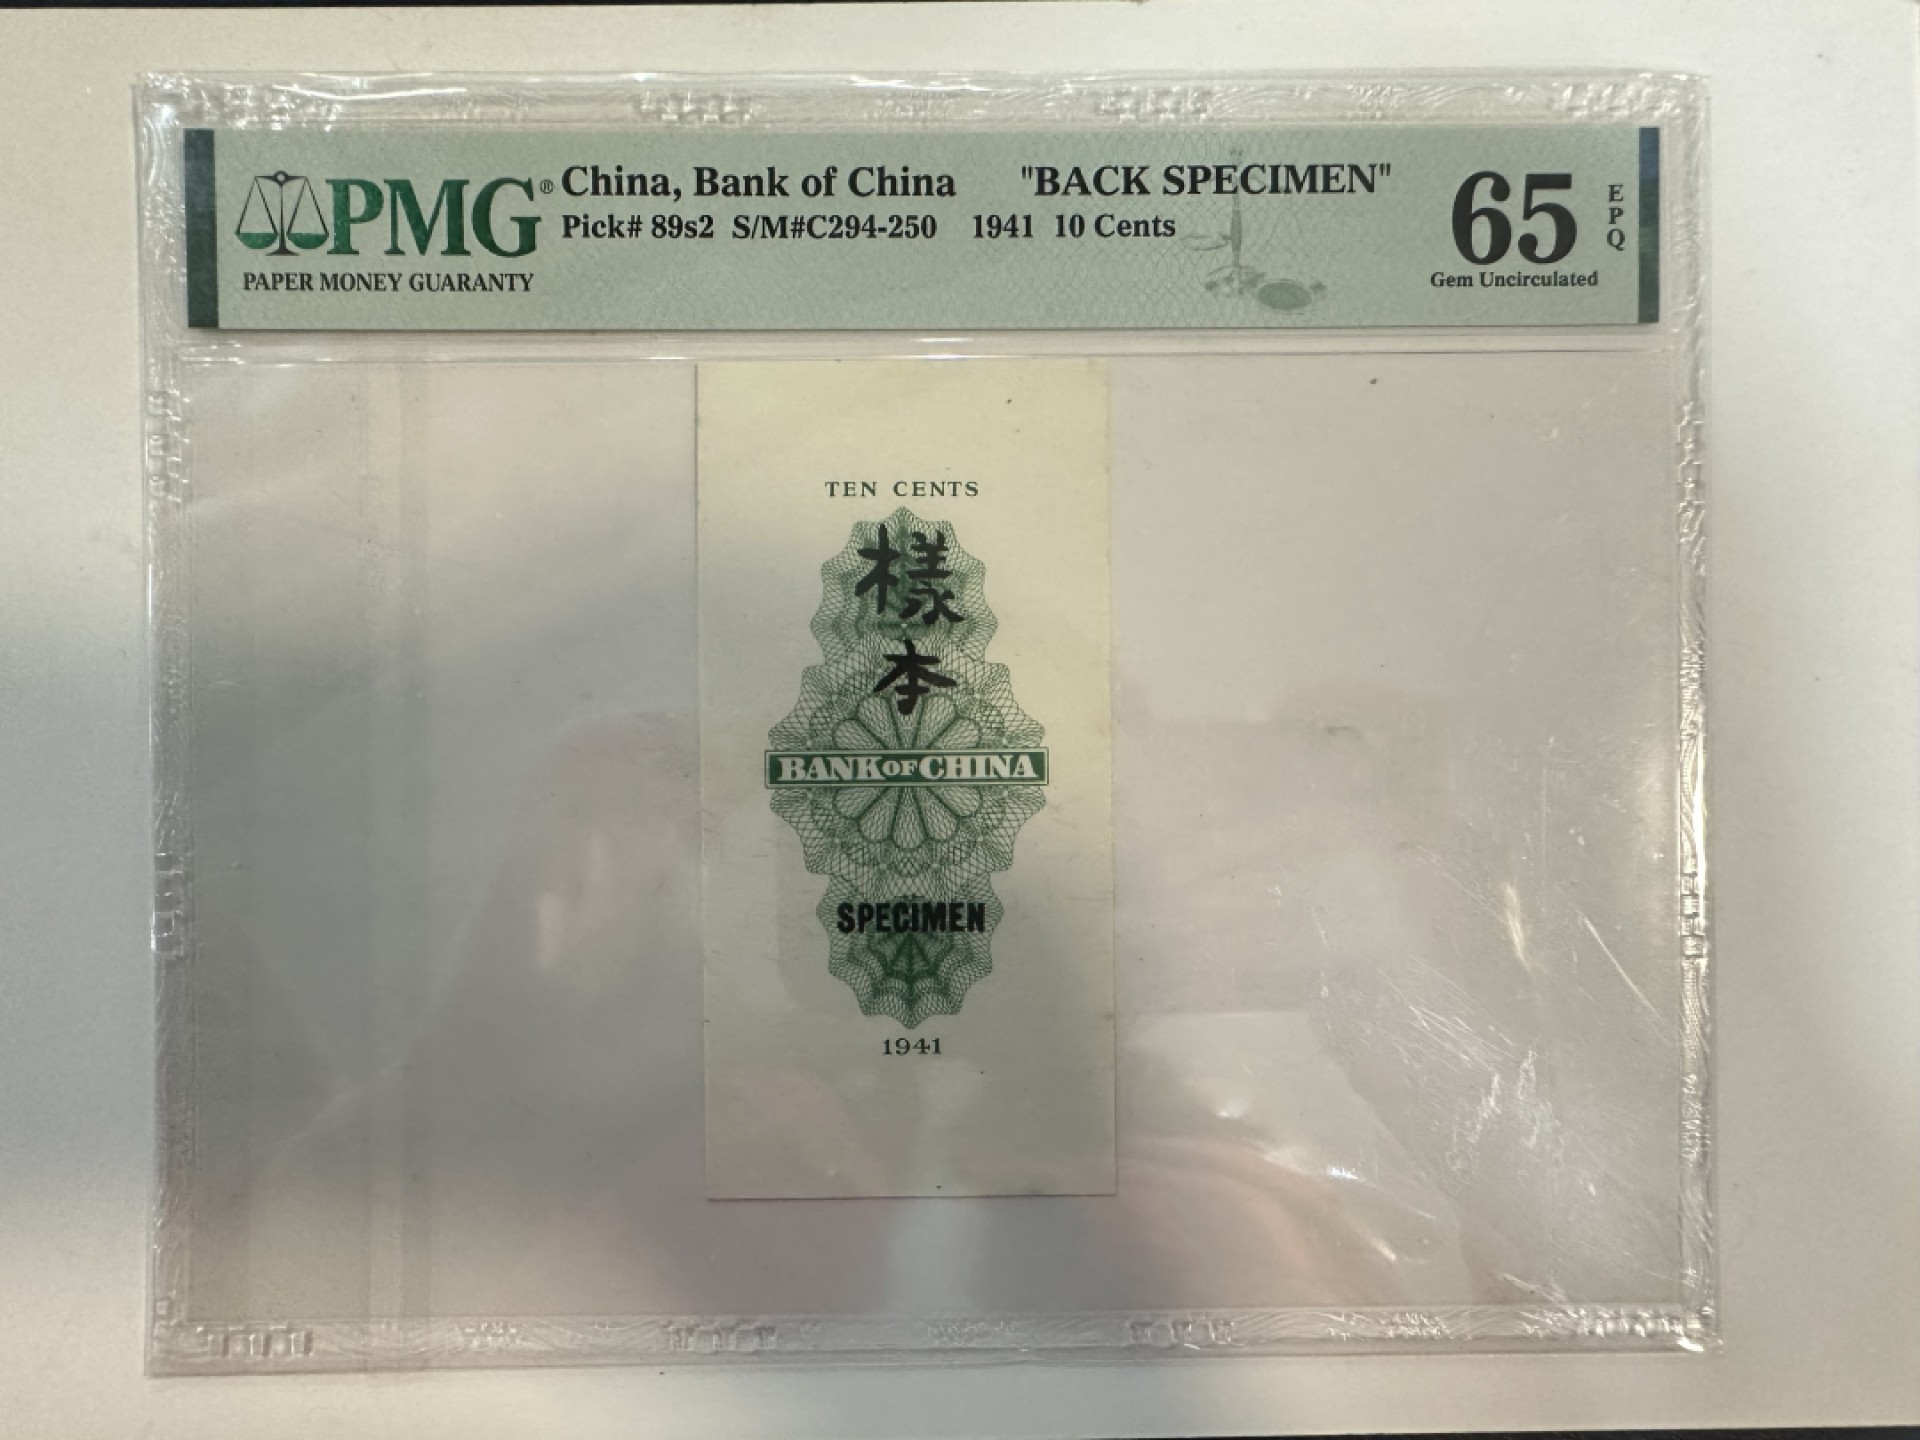 PMG®
PAPER MONEY GUARANTY
China, Bank of China "BACK SPECIMEN"
Pick# 89s2 S/M#C294-250 1941 10 Cents
65
EPQ
Gem Uncirculated
TEN CENTS
樣
本
BANK OF CHINA
SPECIMEN
1941